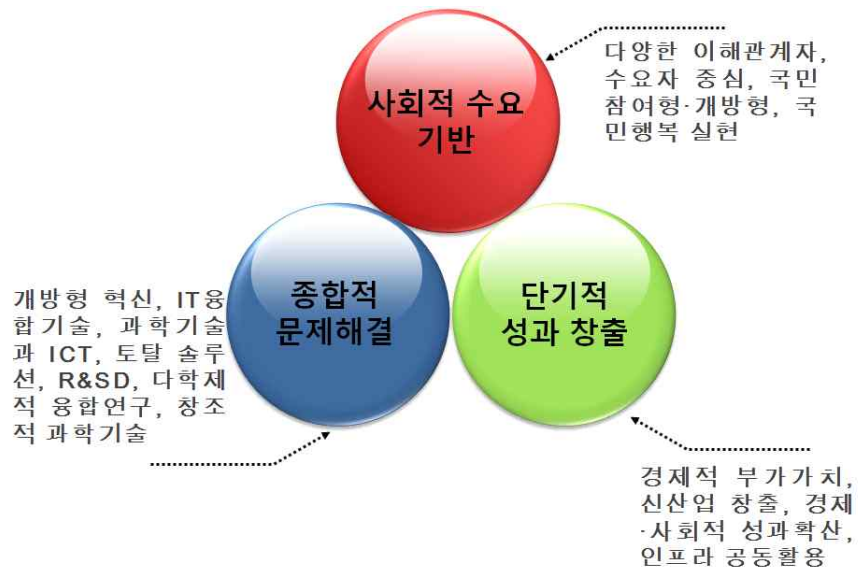 사회적 수요
기반
다양한 이해관계자,
수요자 중심, 국민
참여형·개방형, 국
민행복 실현
종합적
문제해결
개방형 혁신, IT융
합기술, 과학기술
과 ICT, 토탈 솔루
션, R&SD, 다학제
적 융합연구, 창조
적 과학기술
단기적
성과 창출
경제적 부가가치,
신산업 창출, 경제
·사회적 성과확산,
인프라 공동활용